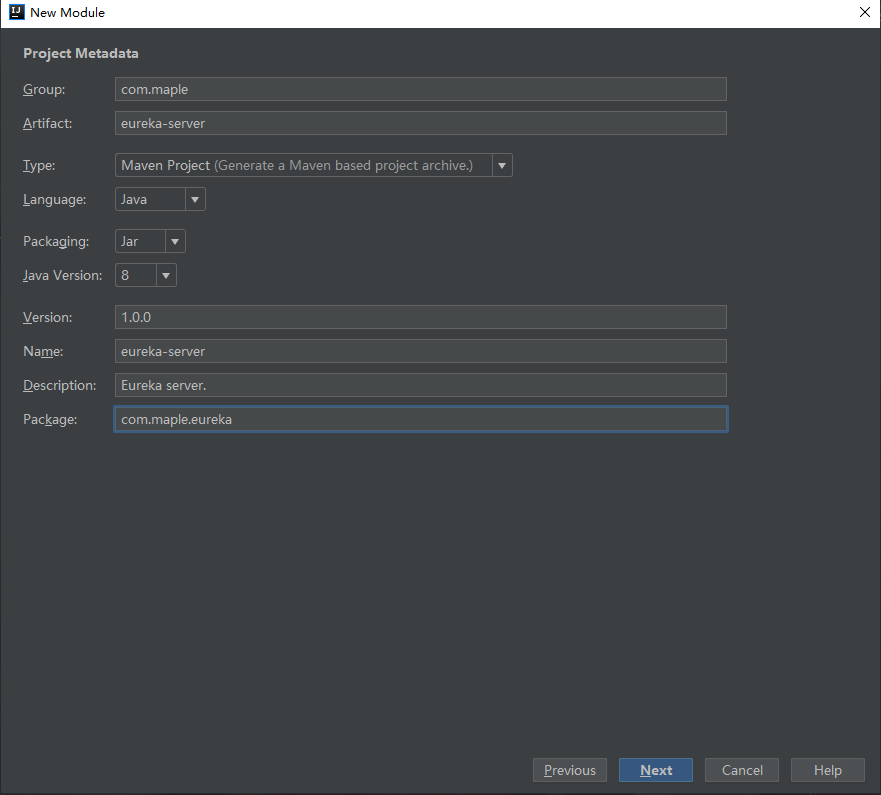 IJ New Module
Project Metadata
Group: com.maple
Artifact: eureka-server
Type: Maven Project (Generate a Maven based project archive.)
Language: Java
Packaging: Jar
Java Version: 8
Version: 1.0.0
Name: eureka-server
Description: Eureka server.
Package: com.maple.eureka
Previous Next Cancel Help